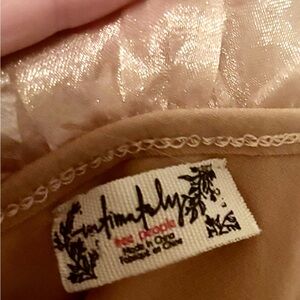 intimately
free people
Made in China
Fabriqué en Chine